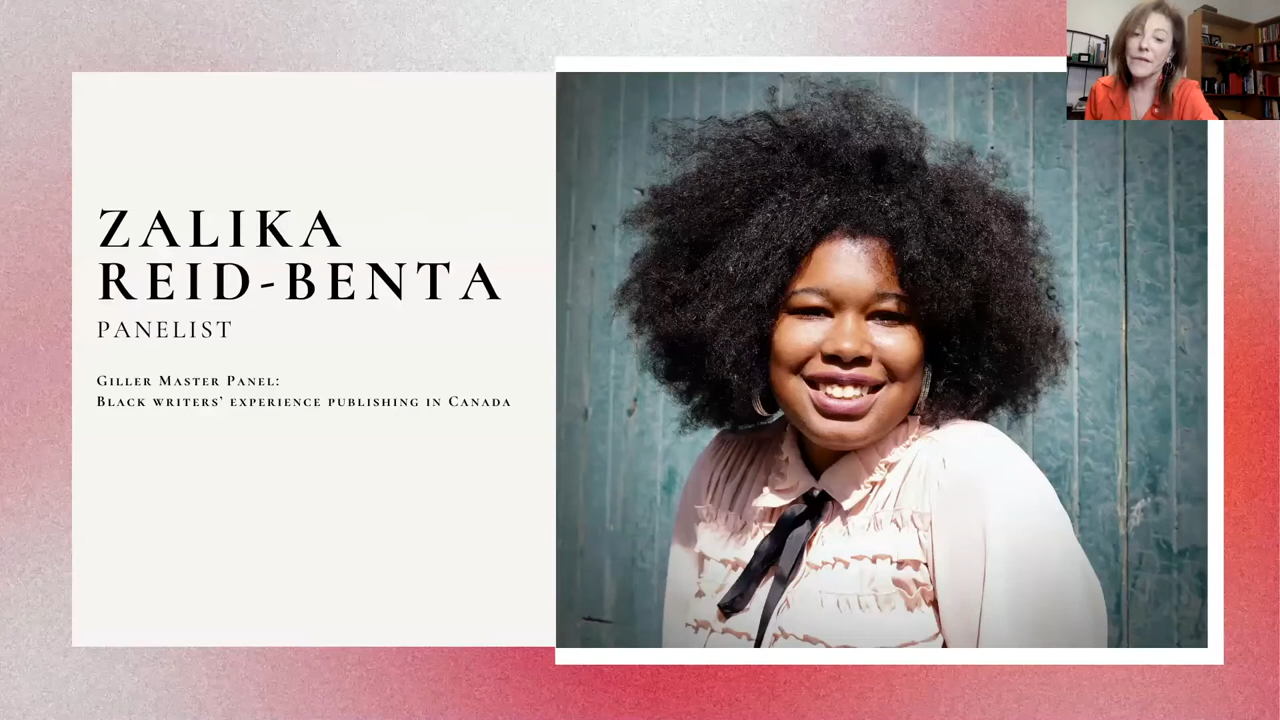 ZALIKA
REID-BENTA
PANELIST
Giller Master Panel:
Black writers’ experience publishing in Canada